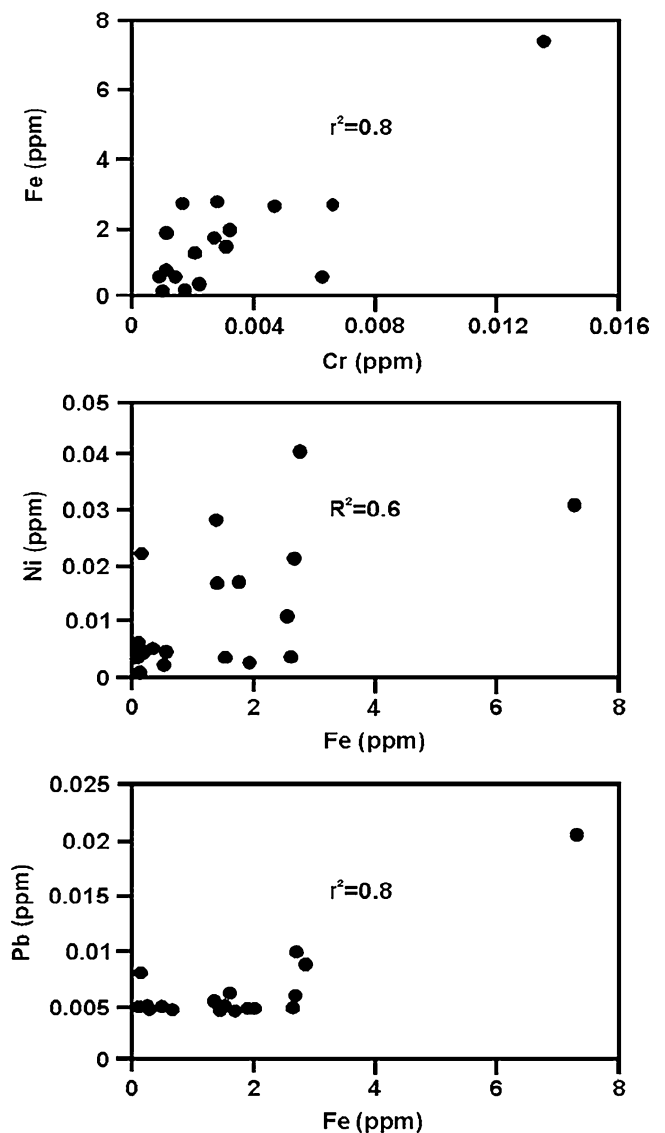 8
6
4
2
0
Fe (ppm)
r²=0.8
0 0.004 0.008 0.012 0.016
Cr (ppm)
0.05
0.04
0.03
0.02
0.01
0
Ni (ppm)
R²=0.6
0 2 4 6 8
Fe (ppm)
0.025
0.02
0.015
0.01
0.005
0
Pb (ppm)
r²=0.8
0 2 4 6 8
Fe (ppm)